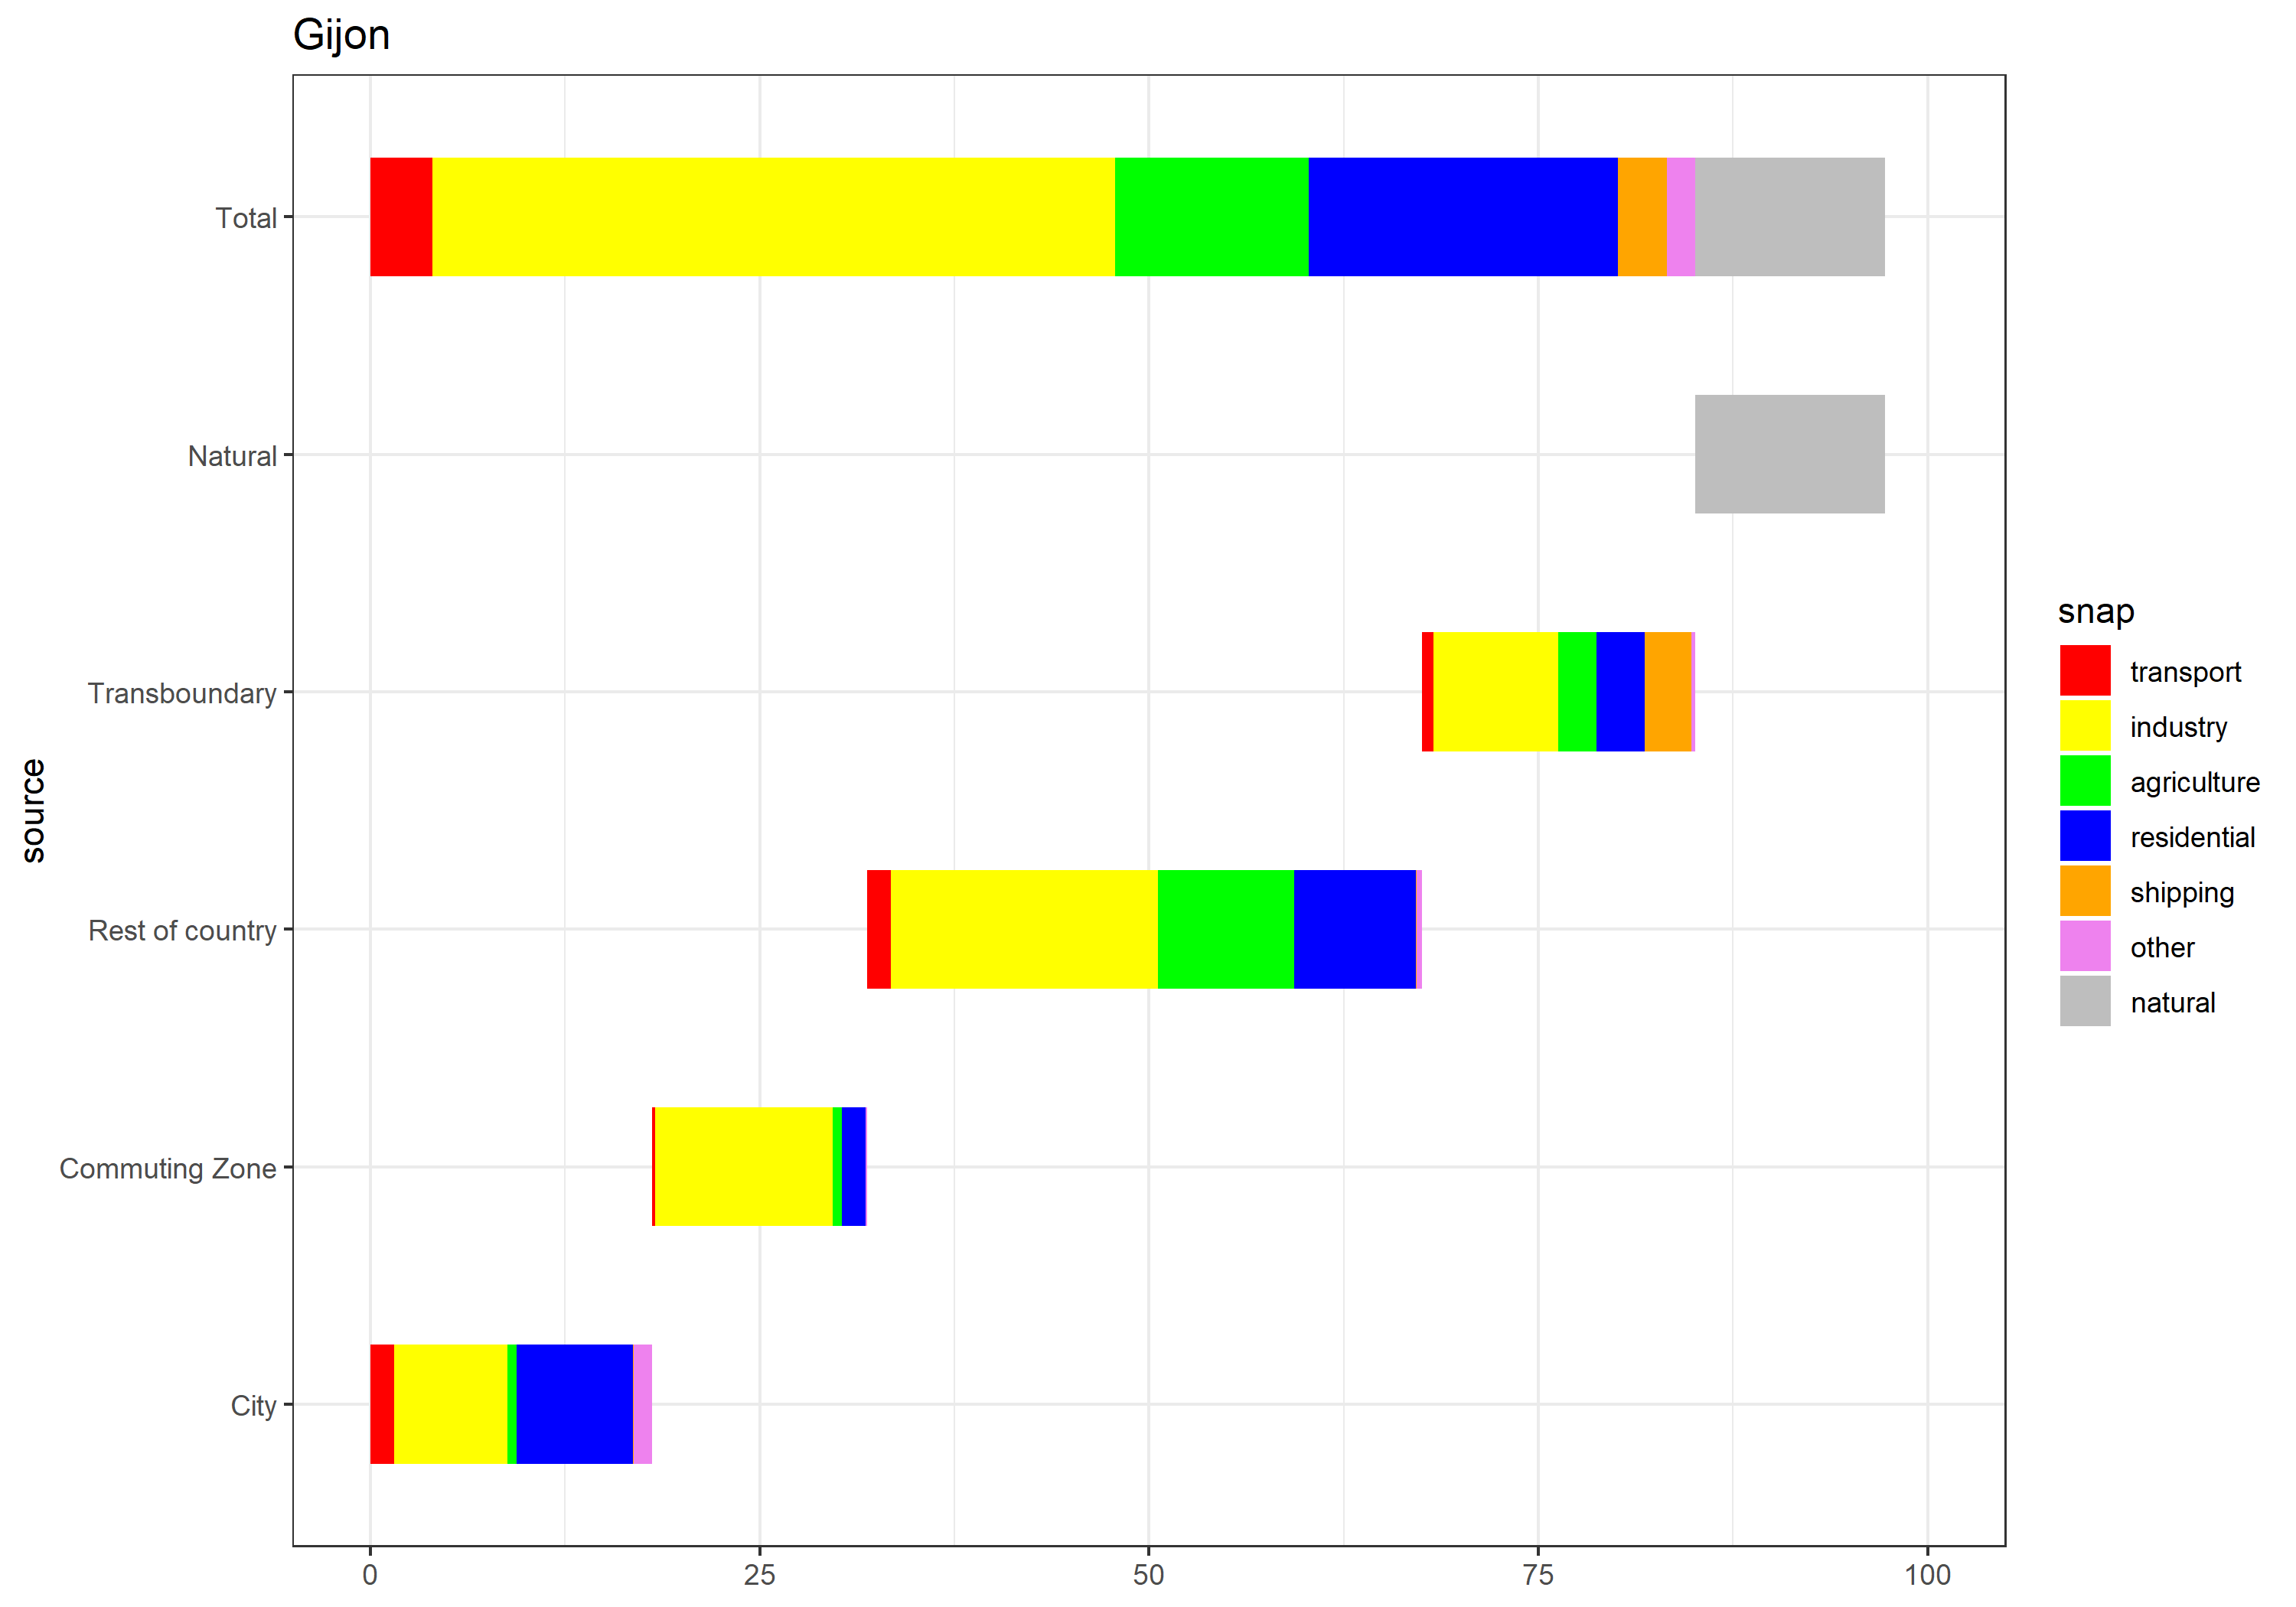 Gijon
Total
Natural
Transboundary
Rest of country
Commuting Zone
City
source
0 25 50 75 100
snap
transport
industry
agriculture
residential
shipping
other
natural